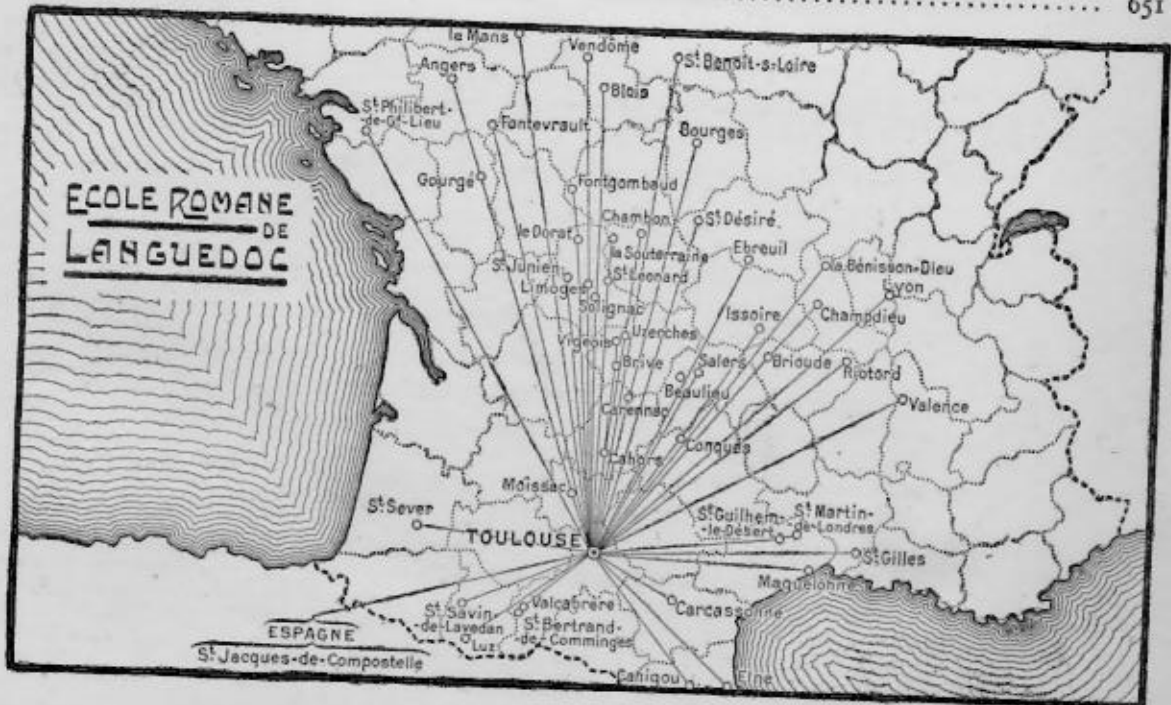 651
le Mans
Vendôme
St Benoit-s-Loire
Angers
Blois
St Philibert-
de-Gd-Lieu
Fontevrault
Bourges
Gourgé
Fontgombaud
ECOLE ROMANE
DE
LANGUEDOC
Chambon
St Désiré
le Dorat
la Souterraine
Ebreuil
St Junien
St Léonard
la Bénisson-Dieu
Limoges
Lyon
Solignac
Issoire
Champdieu
Vigeois
Uzerches
Brive
Salers
Brioude
Riotord
Beaulieu
Carennac
Valence
Conques
Cahors
Moissac
St Sever
St Guilhem-
-le-Désert
St Martin-
de-Londres
TOULOUSE
St Gilles
Maguelonne
Carcassonne
St Savin-
de-Lavedan
Luz
Valcabrère
St Bertrand-
de-Comminges
ESPAGNE
St Jacques-de-Compostelle
Canigou
Elne